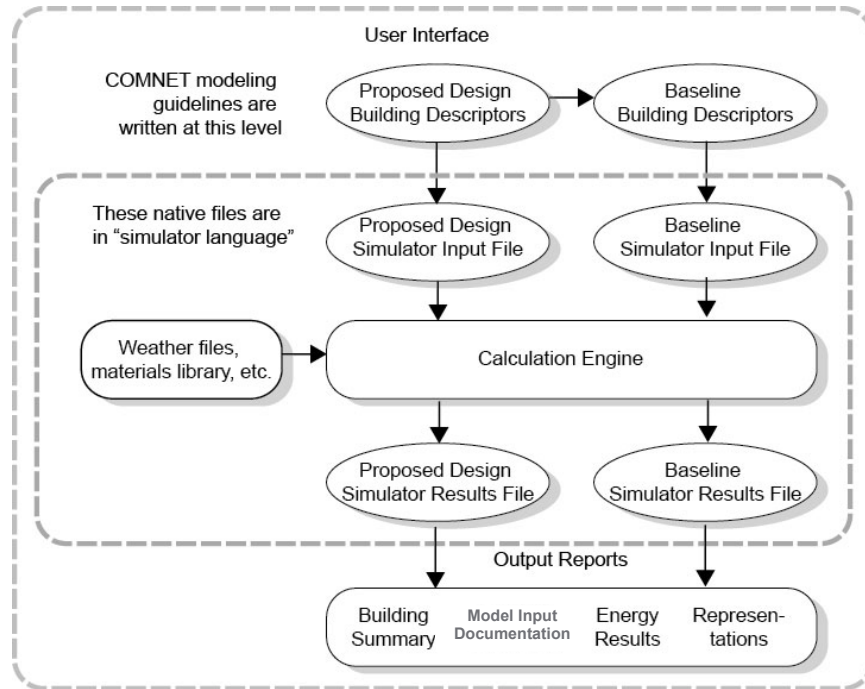 User Interface
COMNET modeling
guidelines are
written at this level
Proposed Design
Building Descriptors
Baseline
Building Descriptors
These native files are
in “simulator language”
Proposed Design
Simulator Input File
Baseline
Simulator Input File
Weather files,
materials library, etc.
Calculation Engine
Proposed Design
Simulator Results File
Baseline
Simulator Results File
Output Reports
Building
Summary
Model Input
Documentation
Energy
Results
Represen-
tations